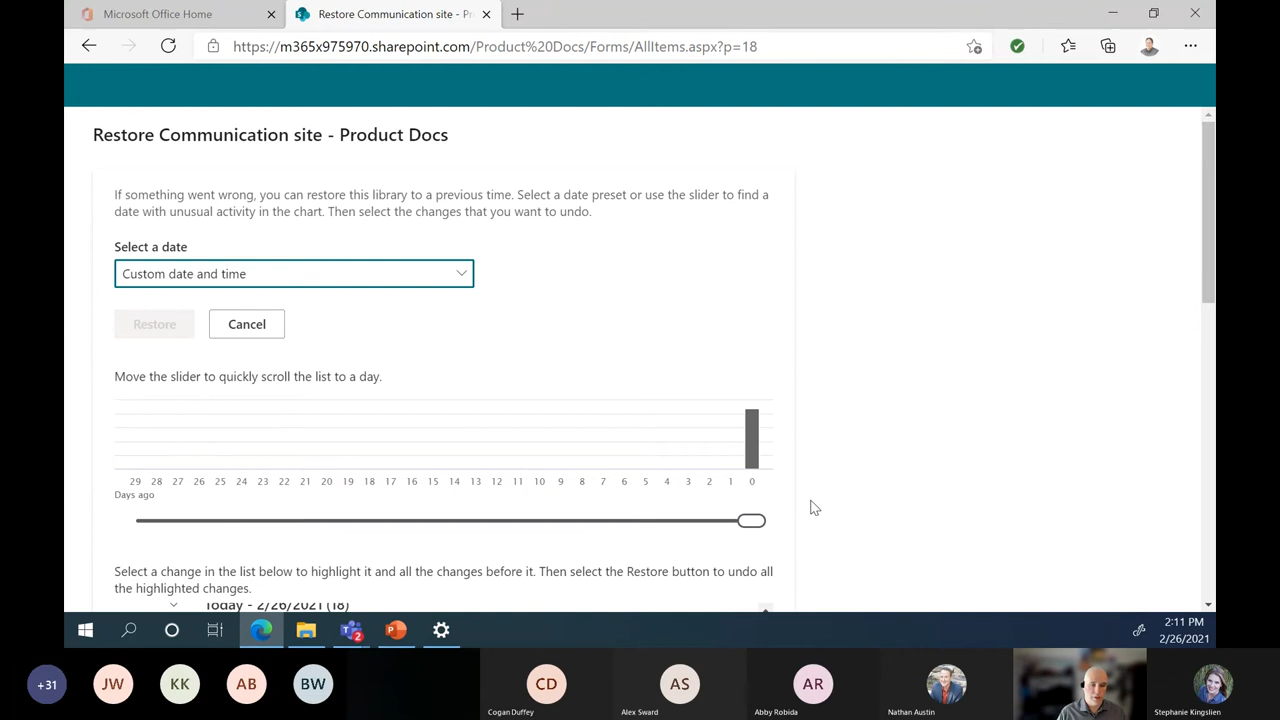 Microsoft Office Home
Restore Communication site - Pr
https://m365x975970.sharepoint.com/Product%20Docs/Forms/AllItems.aspx?p=18
Restore Communication site - Product Docs
If something went wrong, you can restore this library to a previous time. Select a date preset or use the slider to find a
date with unusual activity in the chart. Then select the changes that you want to undo.
Select a date
Custom date and time
Restore
Cancel
Move the slider to quickly scroll the list to a day.
29 28 27 26 25 24 23 22 21 20 19 18 17 16 15 14 13 12 11 10 9 8 7 6 5 4 3 2 1 0
Days ago
Select a change in the list below to highlight it and all the changes before it. Then select the Restore button to undo all
the highlighted changes.
Today - 2/26/2021 (18)
2
2:11 PM
2/26/2021
+31 JW KK AB BW CD AS AR
Cogan Duffey
Alex Sward
Abby Robida
Nathan Austin
Stephanie Kingslien